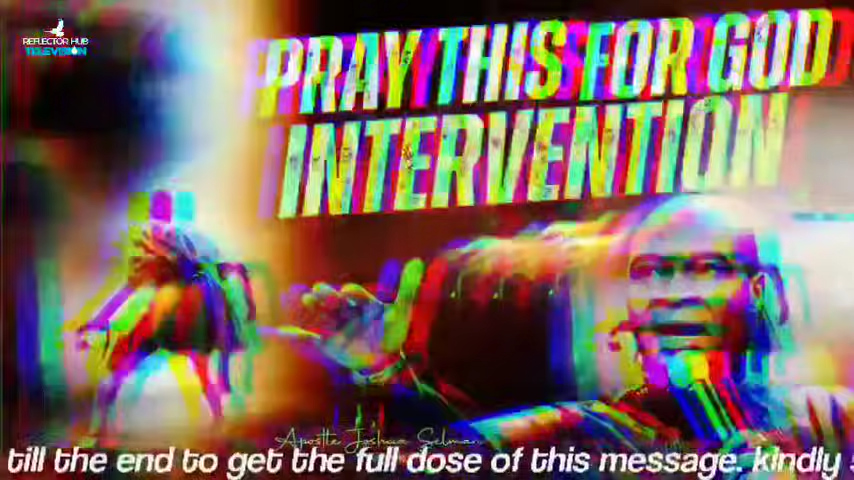 REFLECTOR HUB
TELEVISION
PRAY THIS FOR GOD
INTERVENTION
Apostle Joshua Selman
till the end to get the full dose of this message. kindly